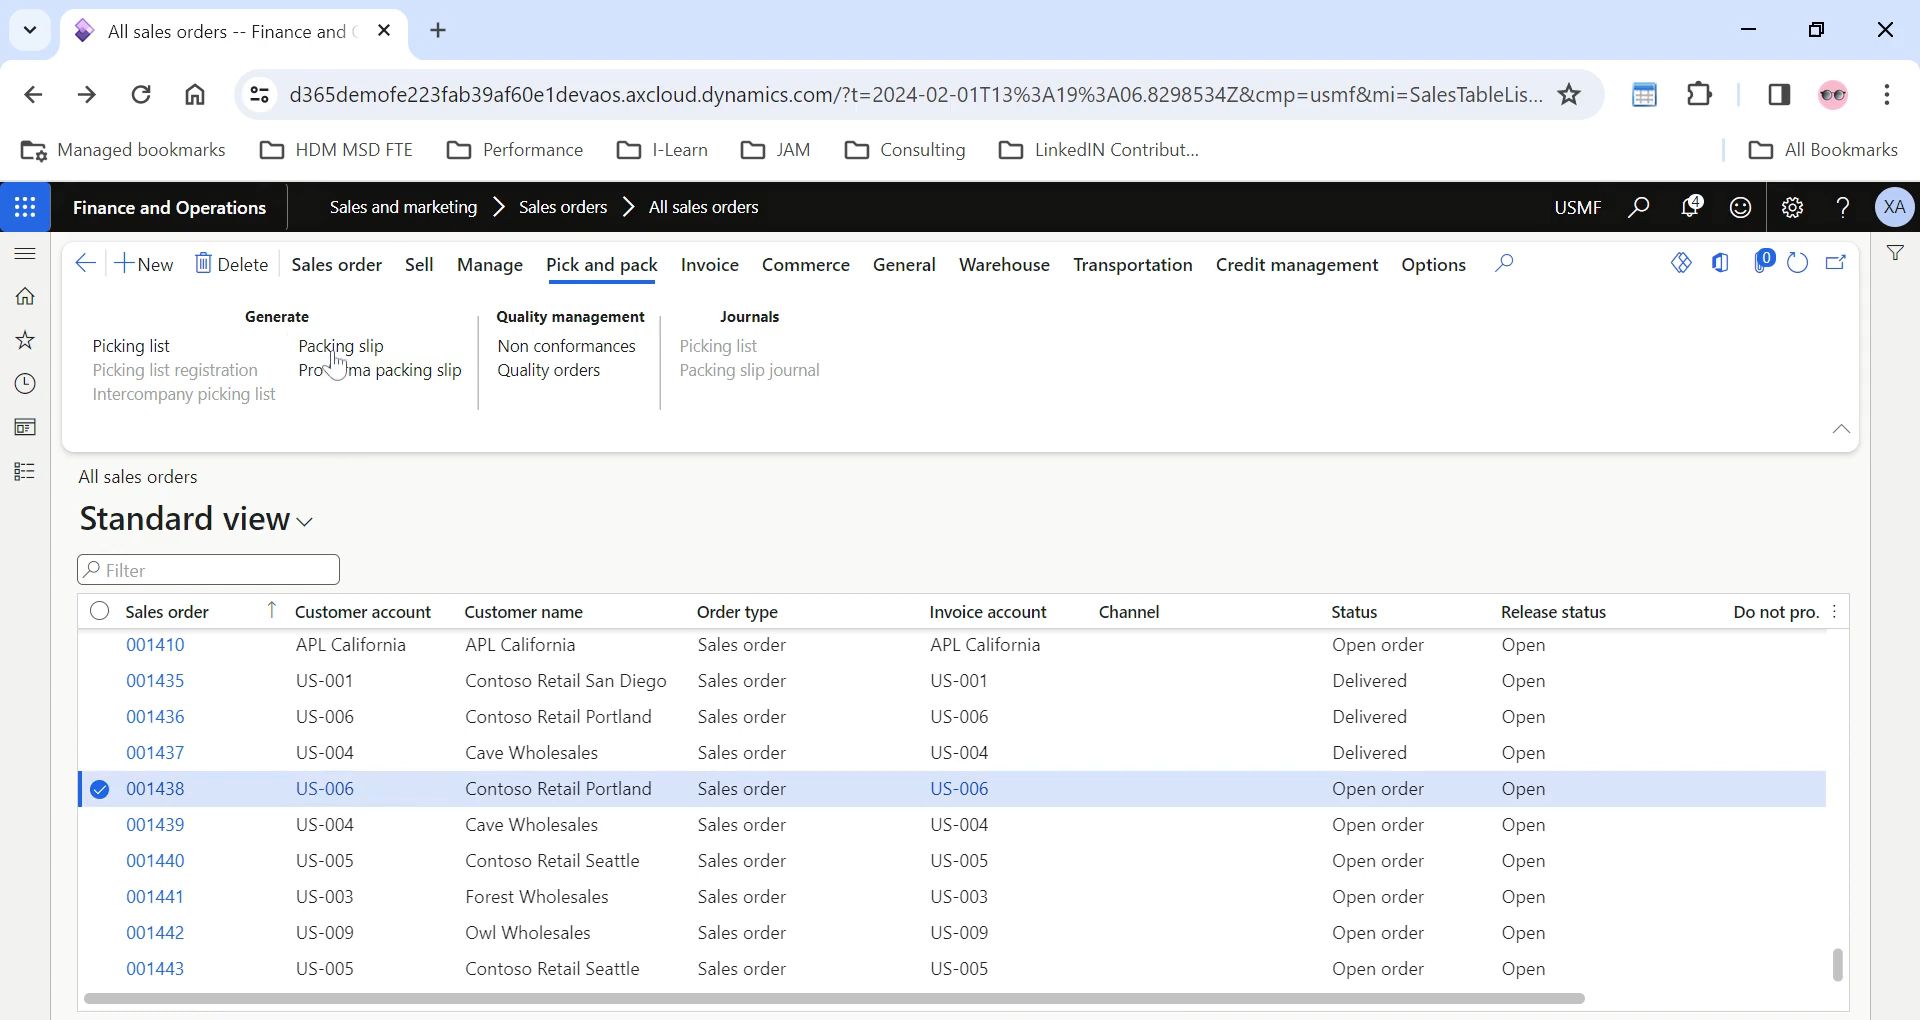 All sales orders -- Finance and
d365demofe223fab39af60e1devaos.axcloud.dynamics.com/?t=2024-02-01T13%3A19%3A06.8298534Z&cmp=usmf&mi=SalesTableLis...
Managed bookmarks HDM MSD FTE Performance I-Learn JAM Consulting LinkedIN Contribut... All Bookmarks
Finance and Operations Sales and marketing Sales orders All sales orders USMF 4 ? XA
New Delete Sales order Sell Manage Pick and pack Invoice Commerce General Warehouse Transportation Credit management Options 0
Generate Quality management Journals
Picking list Packing slip Non conformances Picking list
Picking list registration packing slip Quality orders Packing slip journal
Intercompany picking list
All sales orders
Standard view
Filter
Sales order Customer account Customer name Order type Invoice account Channel Status Release status Do not pro.
001410 APL California APL California Sales order APL California Open order Open
001435 US-001 Contoso Retail San Diego Sales order US-001 Delivered Open
001436 US-006 Contoso Retail Portland Sales order US-006 Delivered Open
001437 US-004 Cave Wholesales Sales order US-004 Delivered Open
001438 US-006 Contoso Retail Portland Sales order US-006 Open order Open
001439 US-004 Cave Wholesales Sales order US-004 Open order Open
001440 US-005 Contoso Retail Seattle Sales order US-005 Open order Open
001441 US-003 Forest Wholesales Sales order US-003 Open order Open
001442 US-009 Owl Wholesales Sales order US-009 Open order Open
001443 US-005 Contoso Retail Seattle Sales order US-005 Open order Open